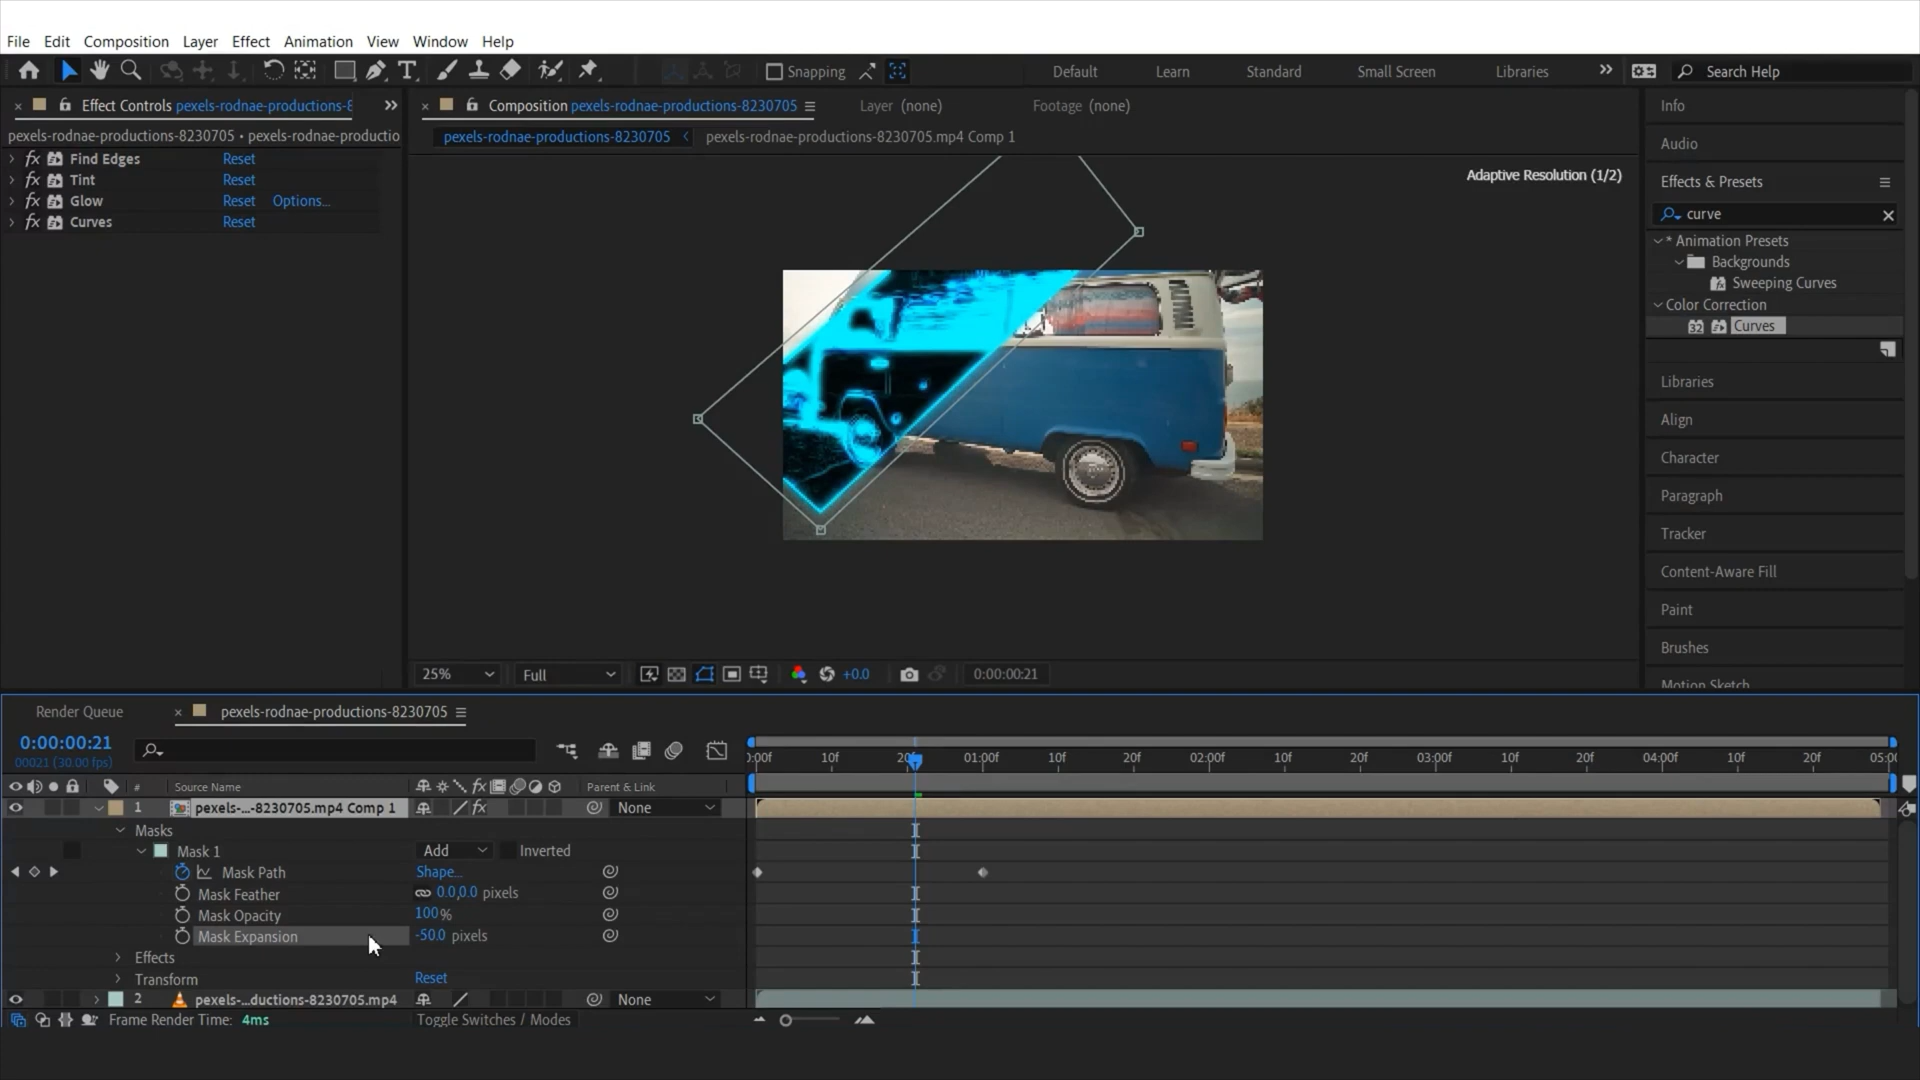 File Edit Composition Layer Effect Animation View Window Help
Snapping Default Learn Standard Small Screen Libraries Search Help
Effect Controls pexels-rodnae-productions-8
Composition pexels-rodnae-productions-8230705 Layer (none) Footage (none)
pexels-rodnae-productions-8230705 • pexels-rodnae-productio
pexels-rodnae-productions-8230705 pexels-rodnae-productions-8230705.mp4 Comp 1
fx Find Edges Reset
fx Tint Reset
fx Glow Reset Options...
fx Curves Reset
Adaptive Resolution (1/2)
Info
Audio
Effects & Presets
curve
* Animation Presets
Backgrounds
Sweeping Curves
Color Correction
32 Curves
Libraries
Align
Character
Paragraph
Tracker
Content-Aware Fill
Paint
Brushes
Motion Sketch
25% Full +0.0 0:00:00:21
Render Queue pexels-rodnae-productions-8230705
0:00:00:21
00021 (30.00 fps)
:00f 10f 20f 01:00f 10f 20f 02:00f 10f 20f 03:00f 10f 20f 04:00f 10f 20f 05:00
# Source Name fx Parent & Link
1 pexels-...-8230705.mp4 Comp 1 fx None
Masks
Mask 1 Add Inverted
Mask Path Shape...
Mask Feather 0.0,0.0 pixels
Mask Opacity 100%
Mask Expansion -50.0 pixels
Effects
Transform Reset
2 pexels-...ductions-8230705.mp4 None
Frame Render Time: 4ms Toggle Switches / Modes